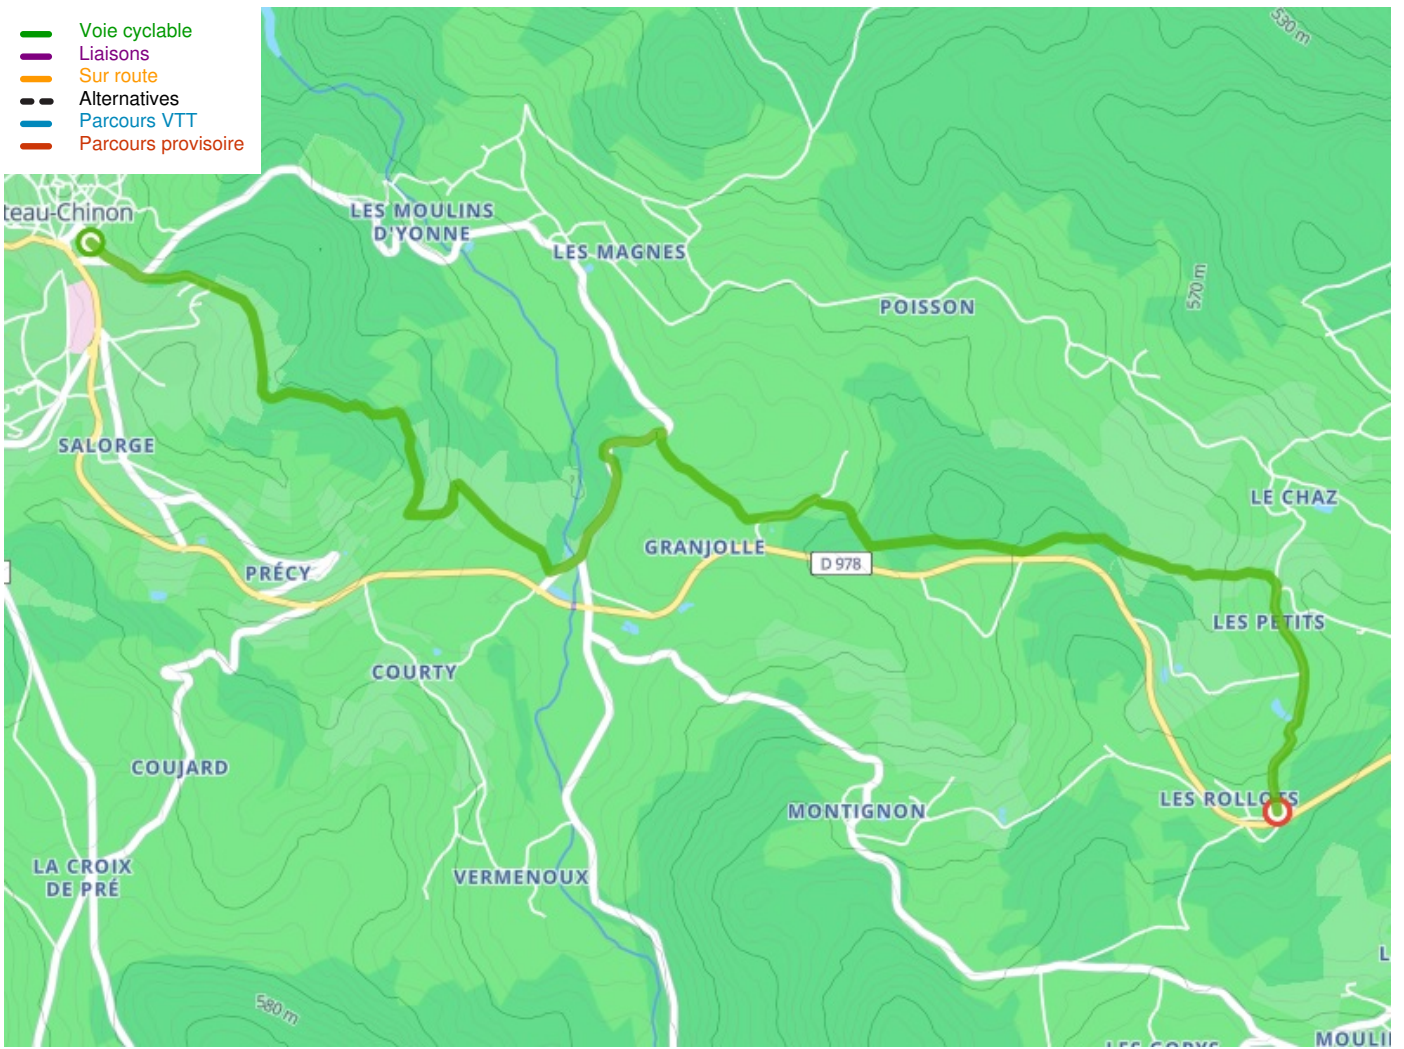 Voie cyclable
Liaisons
Sur route
Alternatives
Parcours VTT
Parcours provisoire
530 m
teau-Chinon
LES MOULINS
D'YONNE
LES MAGNES
570 m
POISSON
SALORGE
LE CHAZ
GRANJOLLE
D 978
PRÉCY
LES PETITS
COURTY
COUJARD
LES ROLLOTS
MONTIGNON
LA CROIX
DE PRÉ
VERMENOUX
L
580 m
MOULI